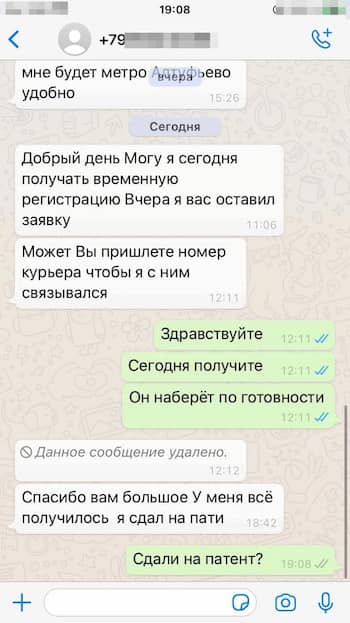 19:08
+79
мне будет метро Алтуфьево
вчера
удобно
15:26
Сегодня
Добрый день Могу я сегодня
получать временную
регистрацию Вчера я вас оставил
заявку
11:06
Может Вы пришлете номер
курьера чтобы я с ним
связывался
12:11
Здравствуйте
12:11
Сегодня получите
12:11
Он наберёт по готовности
12:11
Данное сообщение удалено.
12:12
Спасибо вам большое У меня всё
получилось я сдал на пати
18:42
Сдали на патент?
19:08